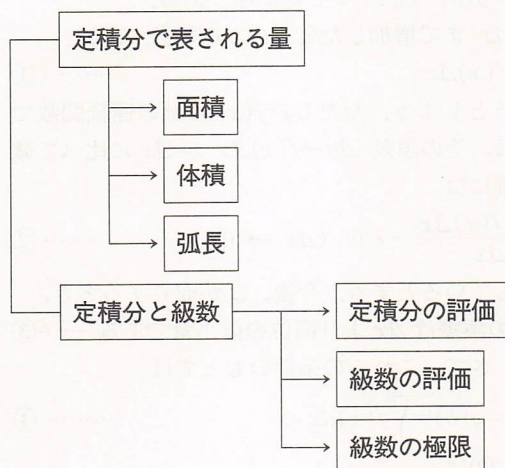 定積分で表される量
面積
体積
弧長
定積分と級数
定積分の評価
級数の評価
級数の極限